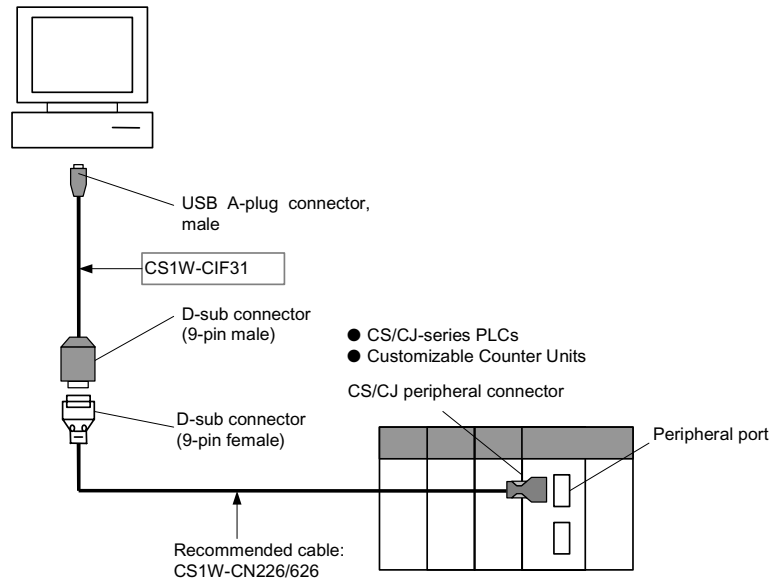 USB A-plug connector,
male
CS1W-CIF31
D-sub connector
(9-pin male)
● CS/CJ-series PLCs
● Customizable Counter Units
CS/CJ peripheral connector
D-sub connector
(9-pin female)
Peripheral port
Recommended cable:
CS1W-CN226/626